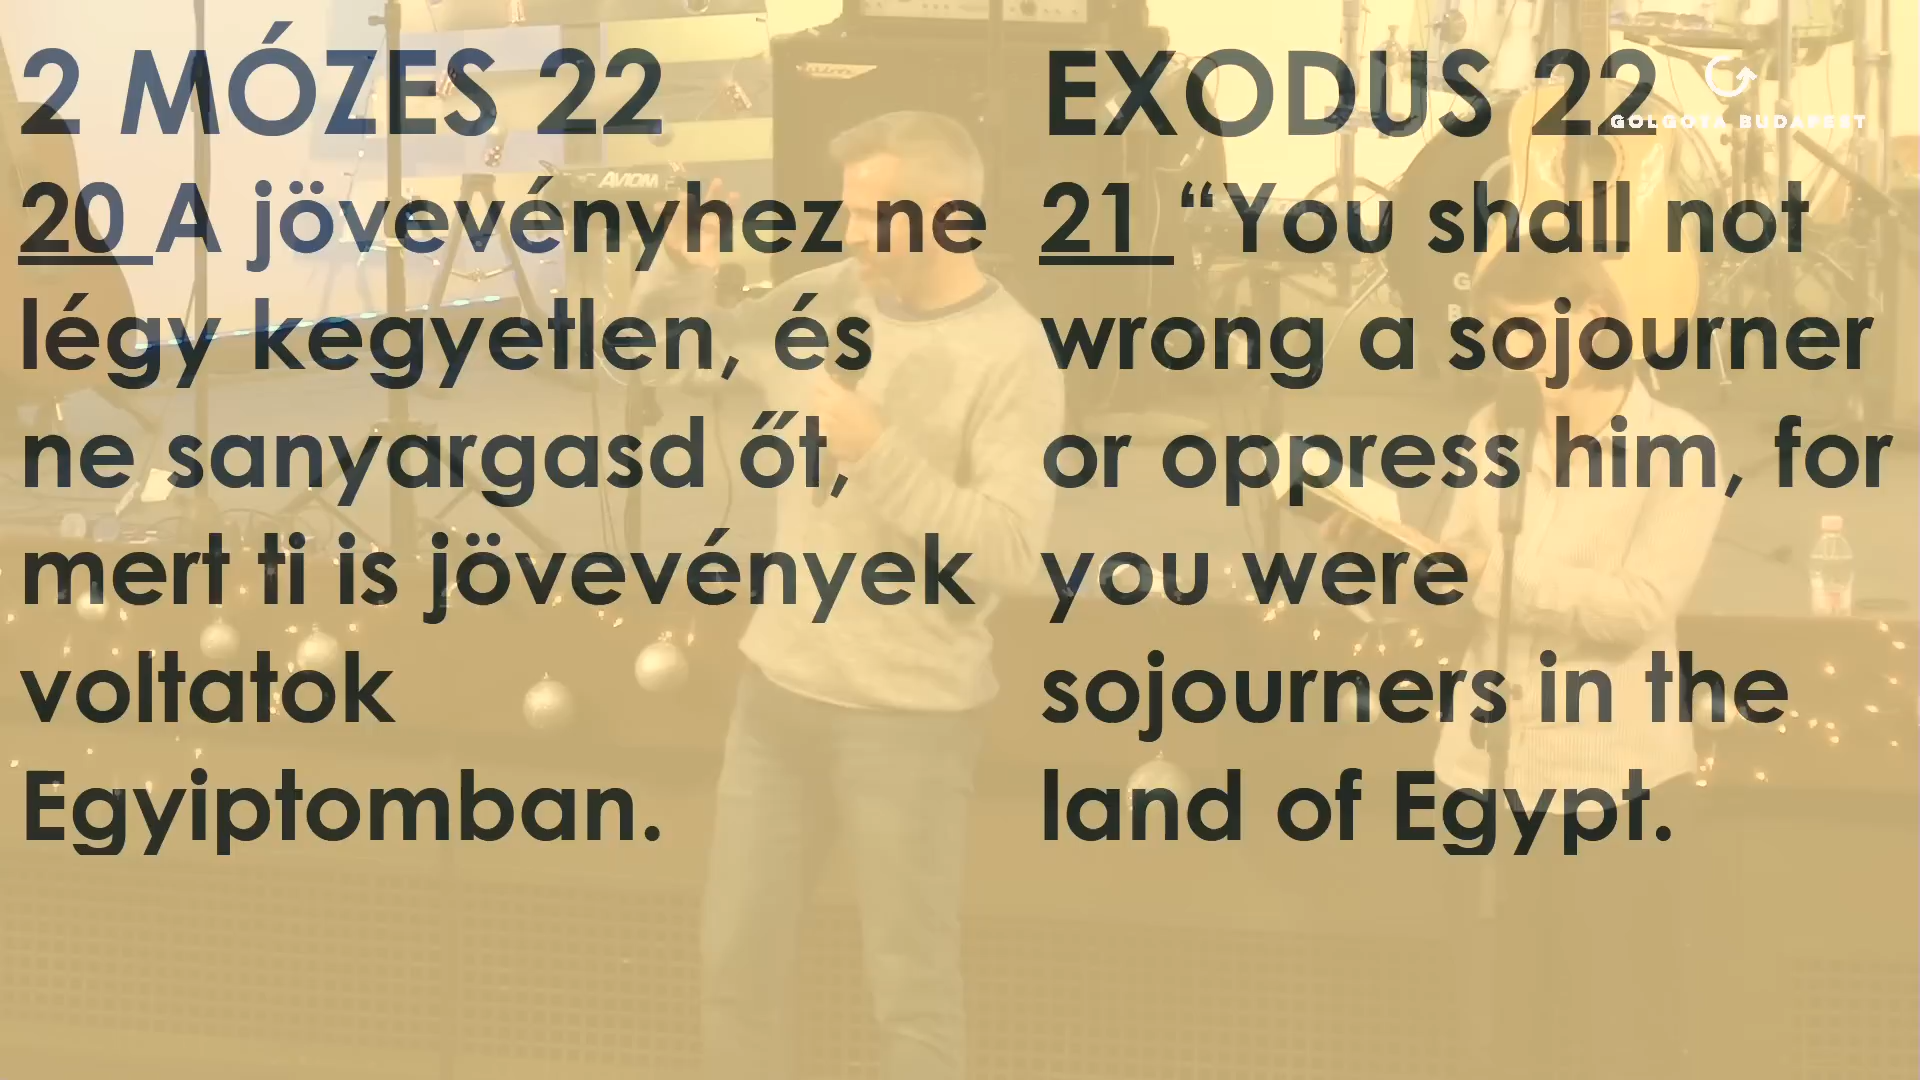 2 MÓZES 22
20 A jövevényhez ne
légy kegyetlen, és
ne sanyargasd őt,
mert ti is jövevények
voltatok
Egyiptomban.
EXODUS 22
21 “You shall not
wrong a sojourner
or oppress him, for
you were
sojourners in the
land of Egypt.
GOLGOTA BUDAPEST
AVIOM